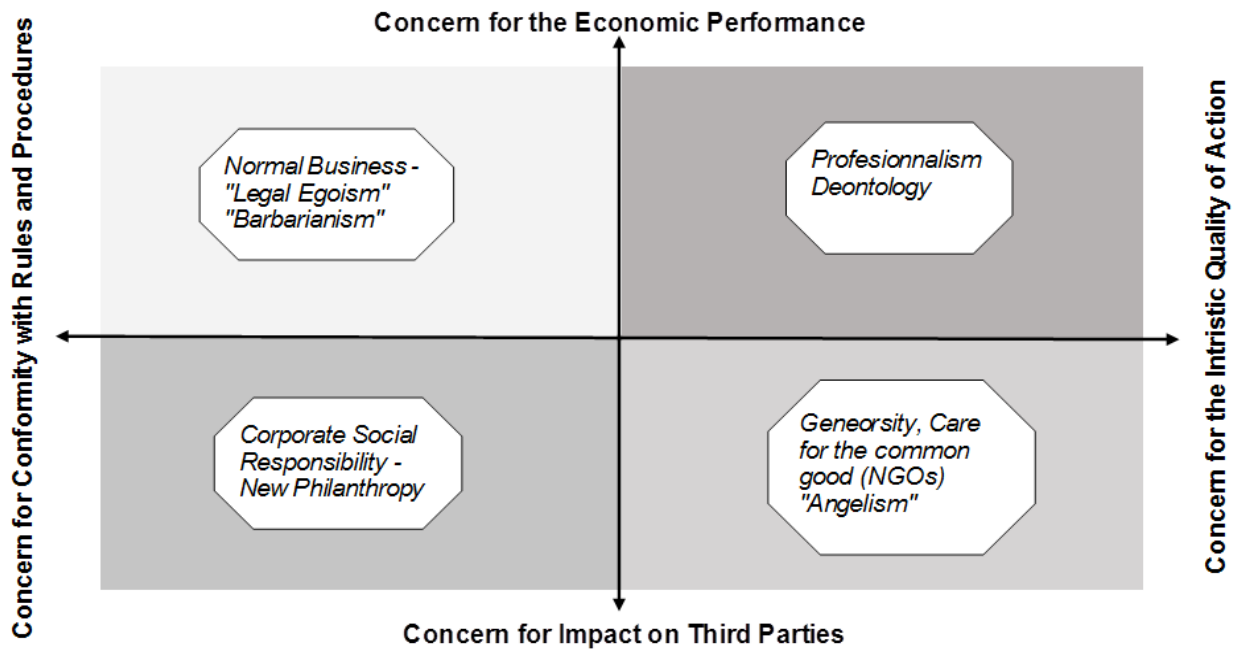 Concern for the Economic Performance
Concern for Conformity with Rules and Procedures
Normal Business -
"Legal Egoism"
"Barbarianism"
Profesionnalism
Deontology
Concern for the Intristic Quality of Action
Corporate Social
Responsibility -
New Philanthropy
Geneorsity, Care
for the common
good (NGOs)
"Angelism"
Concern for Impact on Third Parties